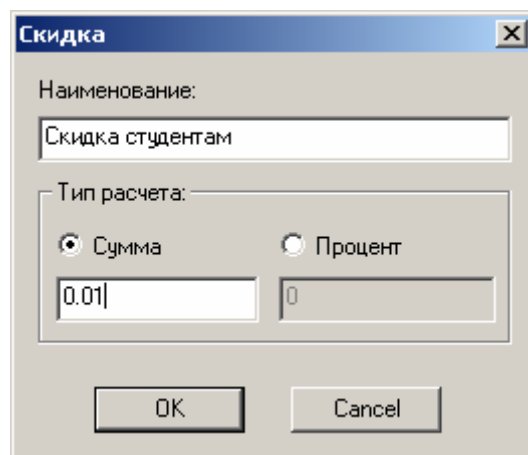 Скидка
Наименование:
Скидка студентам
Тип расчета:
Сумма Процент
0.01 0
OK Cancel